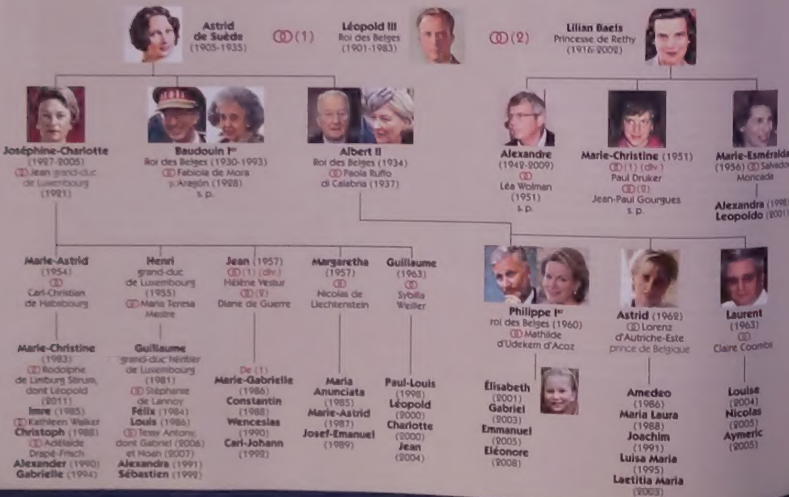 Astrid
de Suède
(1905-1935)
(1)
Léopold III
Roi des Belges
(1901-1983)
(2)
Lilian Baels
Princesse de Rethy
(1916-2002)
Joséphine-Charlotte
(1927-2005)
Jean grand-duc
de Luxembourg
(1921)
Baudouin Iᵉʳ
Roi des Belges (1930-1993)
Fabiola de Mora
y Aragón (1928)
s. p.
Albert II
Roi des Belges (1934)
Paola Ruffo
di Calabria (1937)
Alexandre
(1942-2009)
Léa Wolman
(1951)
s. p.
Marie-Christine (1951)
(1) (div.)
Paul Druker
(2)
Jean-Paul Gourgues
s. p.
Marie-Esmérald
(1956) Salvado
Moncada
Alexandra (1998
Leopoldo (2001)
Marie-Astrid
(1954)
Carl-Christian
de Habsbourg
Marie-Christine
(1983)
Rodolphe
de Limburg Stirum,
dont Léopold
(2011)
Imre (1985)
Kathleen Walker
Christoph (1988)
Adélaïde
Drapé-Frisch
Alexander (1990)
Gabrielle (1994)
Henri
grand-duc
de Luxembourg
(1955)
Maria Teresa
Mestre
Guillaume
grand-duc héritier
de Luxembourg
(1981)
Stéphanie
de Lannoy
Félix (1984)
Louis (1986)
Tessy Antony,
dont Gabriel (2006)
et Noah (2007)
Alexandra (1991)
Sébastien (1992)
Jean (1957)
(1) (div.)
Hélène Vestur
(2)
Diane de Guerre
De (1)
Marie-Gabrielle
(1986)
Constantin
(1988)
Wenceslas
(1990)
Carl-Johann
(1992)
Margaretha
(1957)
Nicolas de
Liechtenstein
Maria
Anunciata
(1985)
Marie-Astrid
(1987)
Josef-Emanuel
(1989)
Guillaume
(1963)
Sybilla
Weiller
Paul-Louis
(1998)
Léopold
(2000)
Charlotte
(2000)
Jean
(2004)
Philippe Iᵉʳ
roi des Belges (1960)
Mathilde
d'Udekem d'Acoz
Élisabeth
(2001)
Gabriel
(2003)
Emmanuel
(2005)
Eléonore
(2008)
Astrid (1962)
Lorenz
d'Autriche-Este
prince de Belgique
Amedeo
(1986)
Maria Laura
(1988)
Joachim
(1991)
Luisa Maria
(1995)
Laetitia Maria
(2003)
Laurent
(1963)
Claire Coombs
Louise
(2004)
Nicolas
(2005)
Aymeric
(2005)